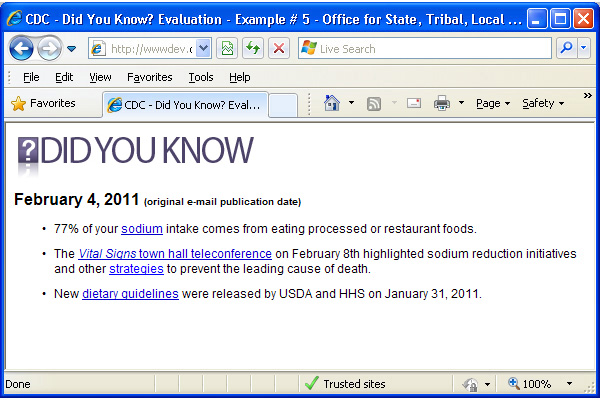 CDC - Did You Know? Evaluation - Example # 5 - Office for State, Tribal, Local ...
http://wwwdev.c
Live Search
File Edit View Favorites Tools Help
Favorites
CDC - Did You Know? Eval...
Page
Safety
»
? DID YOU KNOW
February 4, 2011 (original e-mail publication date)
• 77% of your sodium intake comes from eating processed or restaurant foods.
• The Vital Signs town hall teleconference on February 8th highlighted sodium reduction initiatives
and other strategies to prevent the leading cause of death.
• New dietary guidelines were released by USDA and HHS on January 31, 2011.
Done
Trusted sites
100%